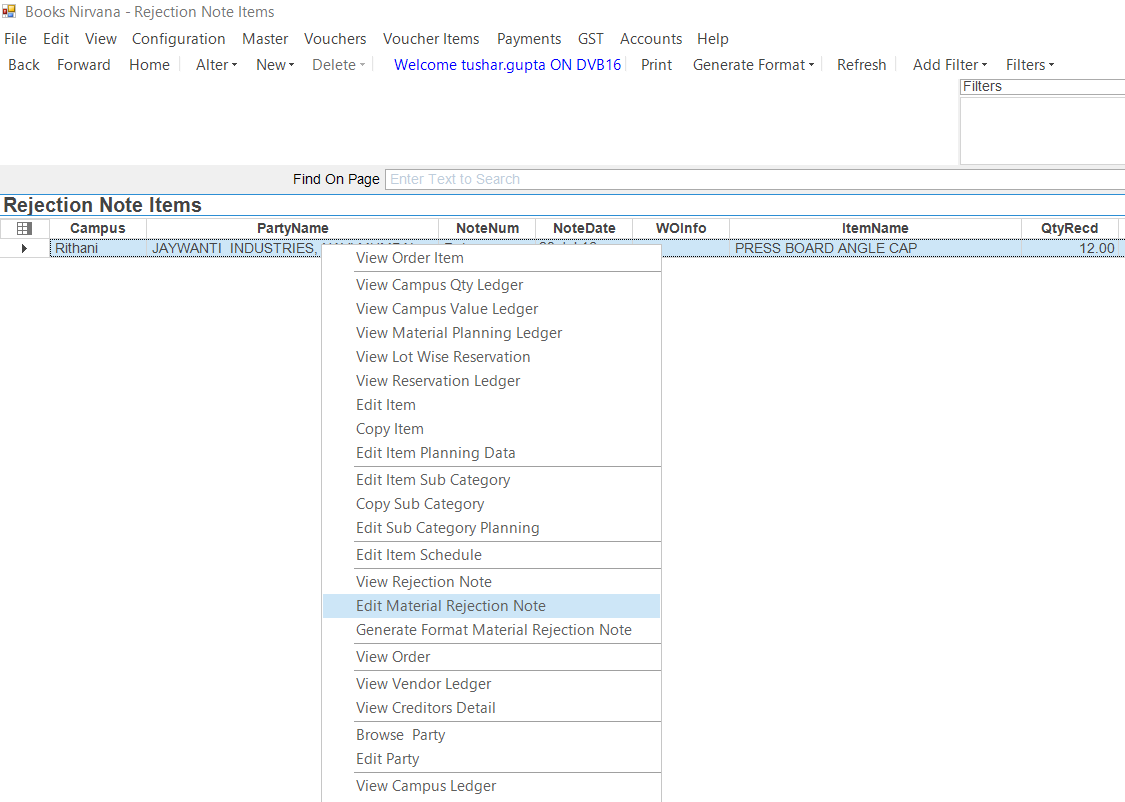 Books Nirvana - Rejection Note Items
File Edit View Configuration Master Vouchers Voucher Items Payments GST Accounts Help
Back Forward Home Alter New Delete Welcome tushar.gupta ON DVB16 Print Generate Format Refresh Add Filter Filters
Filters
Find On Page Enter Text to Search
Rejection Note Items
Campus PartyName NoteNum NoteDate WOInfo ItemName QtyRecd
Rithani JAYWANTI INDUSTRIES, PRESS BOARD ANGLE CAP 12.00
View Order Item
View Campus Qty Ledger
View Campus Value Ledger
View Material Planning Ledger
View Lot Wise Reservation
View Reservation Ledger
Edit Item
Copy Item
Edit Item Planning Data
Edit Item Sub Category
Copy Sub Category
Edit Sub Category Planning
Edit Item Schedule
View Rejection Note
Edit Material Rejection Note
Generate Format Material Rejection Note
View Order
View Vendor Ledger
View Creditors Detail
Browse Party
Edit Party
View Campus Ledger